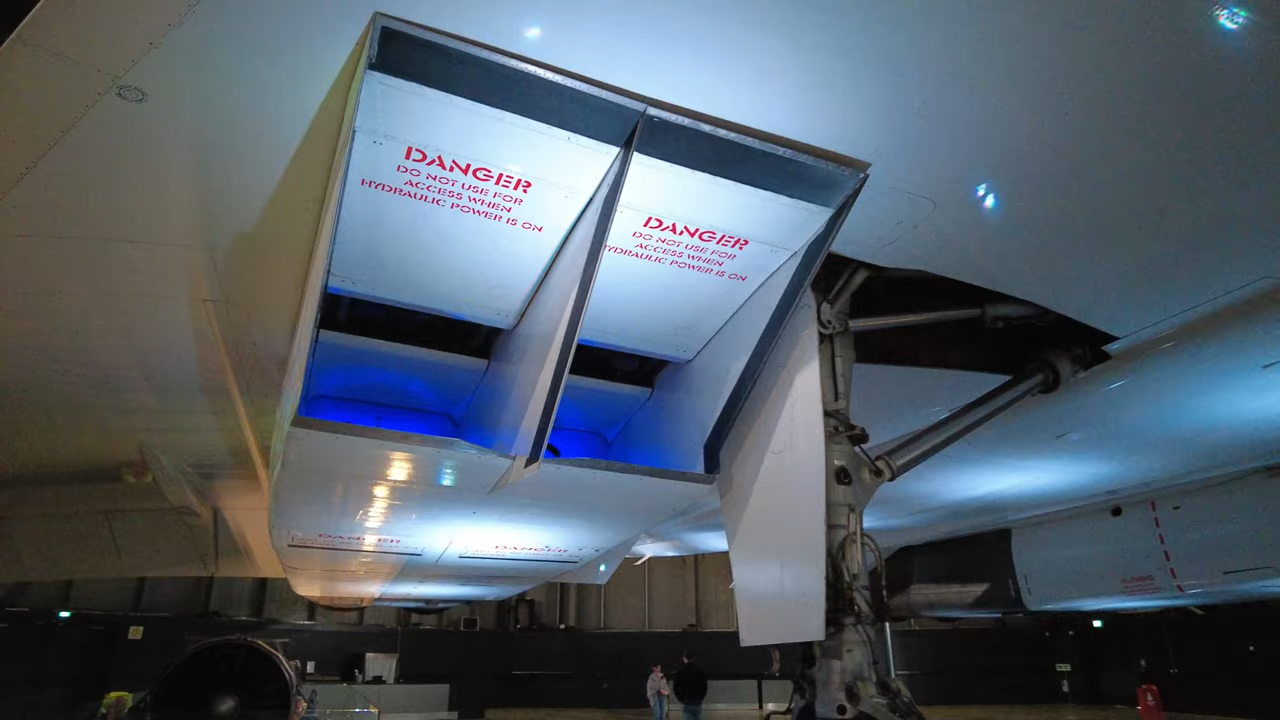 DANGER
DO NOT USE FOR
ACCESS WHEN
HYDRAULIC POWER IS ON
DANGER
DO NOT USE FOR
ACCESS WHEN
HYDRAULIC POWER IS ON
DANGER
DANGER